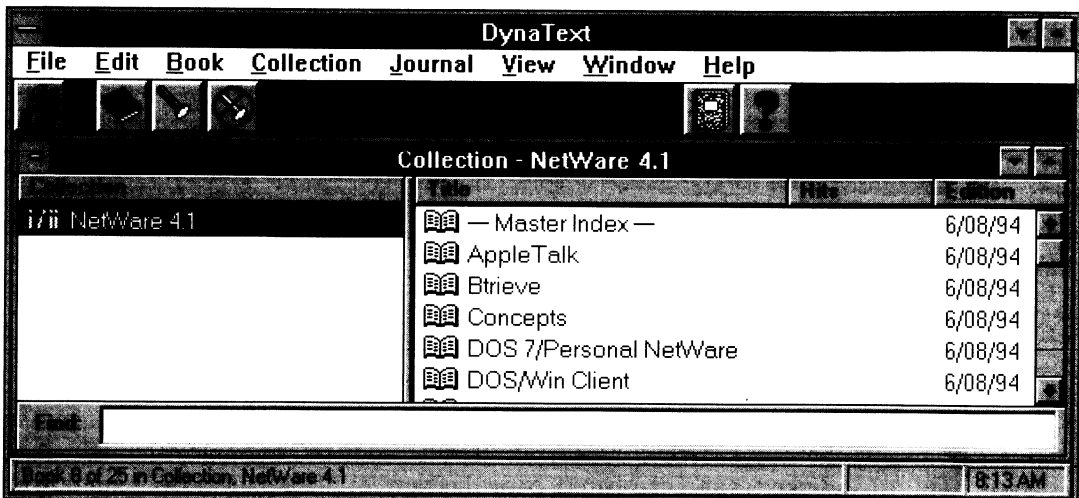 DynaText
File Edit Book Collection Journal View Window Help
Collection - NetWare 4.1
Collection Title Hits Edition
i/ii NetWare 4.1
— Master Index — 6/08/94
AppleTalk 6/08/94
Btrieve 6/08/94
Concepts 6/08/94
DOS 7/Personal NetWare 6/08/94
DOS/Win Client 6/08/94
Find:
Book 8 of 25 in Collection, NetWare 4.1 8:13 AM